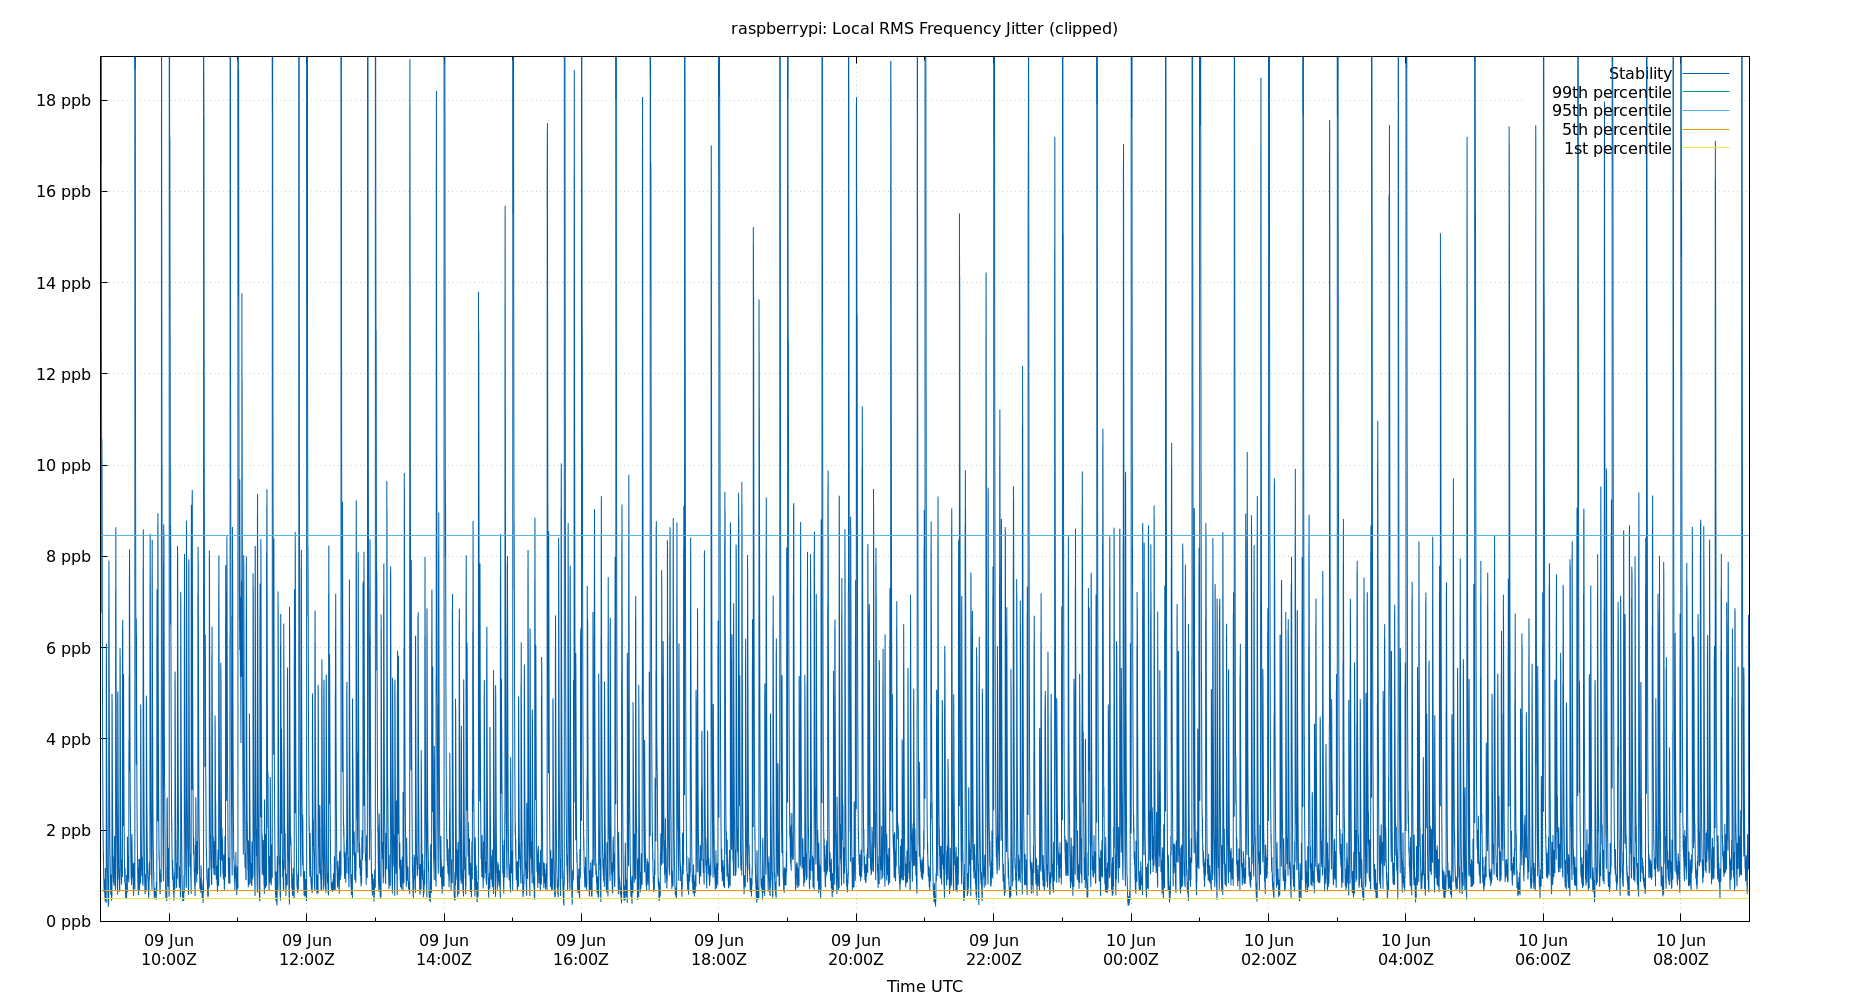 raspberrypi: Local RMS Frequency Jitter (clipped)
Stability
99th percentile
95th percentile
5th percentile
1st percentile
18 ppb
16 ppb
14 ppb
12 ppb
10 ppb
8 ppb
6 ppb
4 ppb
2 ppb
0 ppb
09 Jun 09 Jun 09 Jun 09 Jun 09 Jun 09 Jun 09 Jun 10 Jun 10 Jun 10 Jun 10 Jun 10 Jun
10:00Z 12:00Z 14:00Z 16:00Z 18:00Z 20:00Z 22:00Z 00:00Z 02:00Z 04:00Z 06:00Z 08:00Z
Time UTC